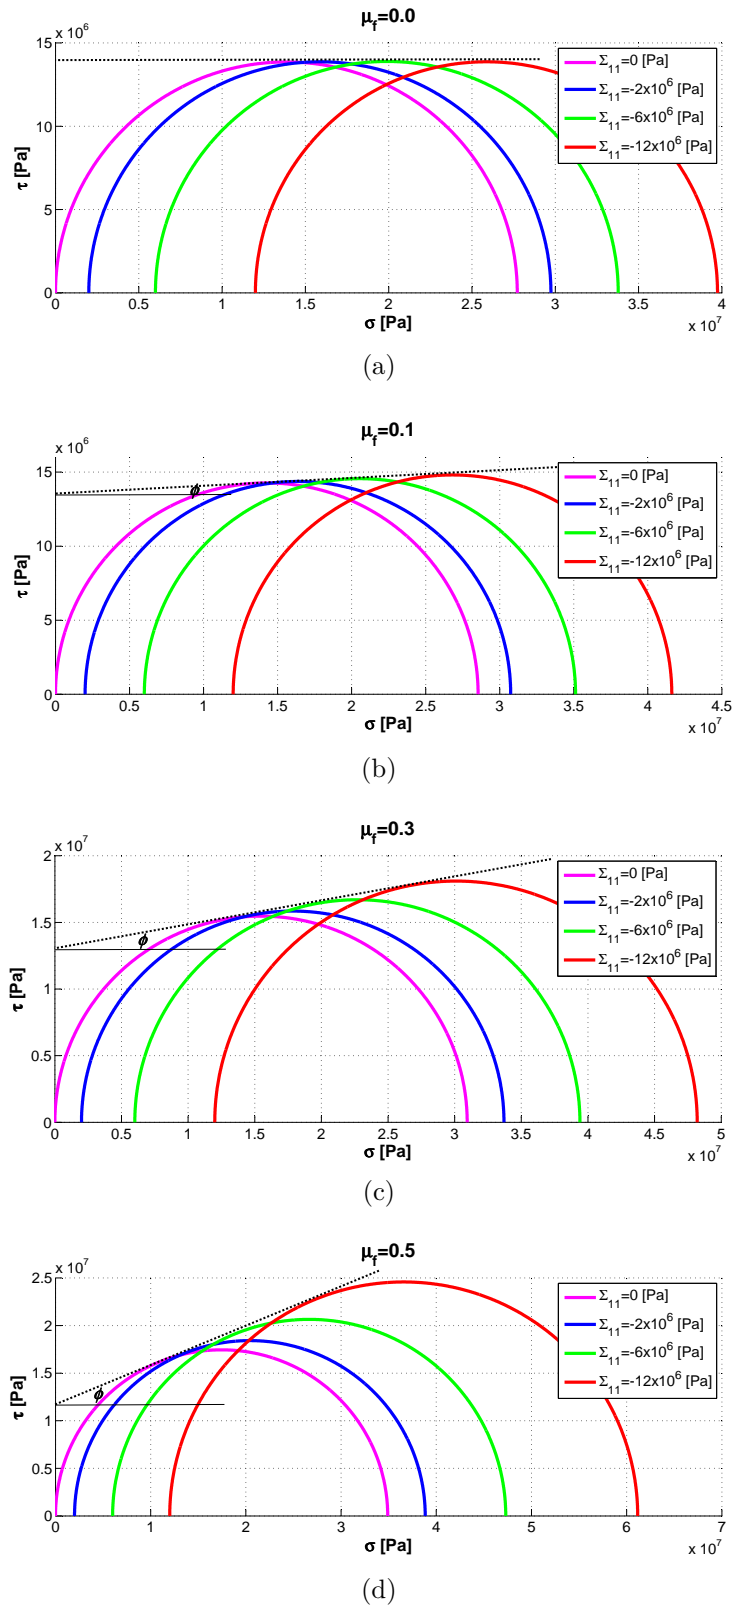 μf=0.0
x 10^6
15
10
5
0
τ [Pa]
Σ11=0 [Pa]
Σ11=-2x10^6 [Pa]
Σ11=-6x10^6 [Pa]
Σ11=-12x10^6 [Pa]
0 0.5 1 1.5 2 2.5 3 3.5 4
σ [Pa]
x 10^7
(a)
μf=0.1
x 10^6
15
10
5
0
τ [Pa]
ϕ
Σ11=0 [Pa]
Σ11=-2x10^6 [Pa]
Σ11=-6x10^6 [Pa]
Σ11=-12x10^6 [Pa]
0 0.5 1 1.5 2 2.5 3 3.5 4 4.5
σ [Pa]
x 10^7
(b)
μf=0.3
x 10^7
2
1.5
1
0.5
0
τ [Pa]
ϕ
Σ11=0 [Pa]
Σ11=-2x10^6 [Pa]
Σ11=-6x10^6 [Pa]
Σ11=-12x10^6 [Pa]
0 0.5 1 1.5 2 2.5 3 3.5 4 4.5 5
σ [Pa]
x 10^7
(c)
μf=0.5
x 10^7
2.5
2
1.5
1
0.5
0
τ [Pa]
ϕ
Σ11=0 [Pa]
Σ11=-2x10^6 [Pa]
Σ11=-6x10^6 [Pa]
Σ11=-12x10^6 [Pa]
0 1 2 3 4 5 6 7
σ [Pa]
x 10^7
(d)